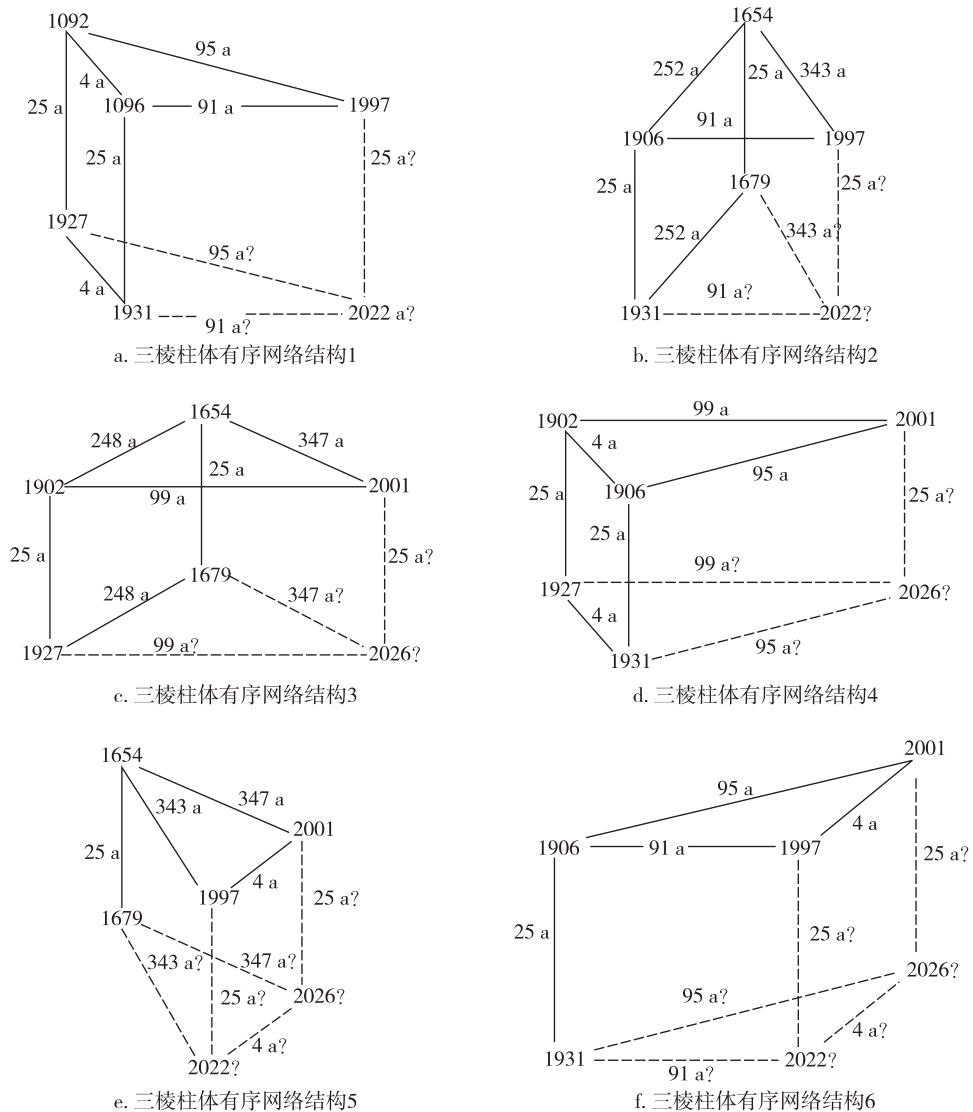 1092
95 a
4 a
25 a
1096
91 a
1997
25 a
25 a?
1927
95 a?
4 a
1931
91 a?
2022 a?
a. 三棱柱体有序网络结构1
1654
252 a
25 a
343 a
91 a
1906
1997
25 a
1679
25 a?
252 a
343 a?
91 a?
1931
2022?
b. 三棱柱体有序网络结构2
1654
248 a
347 a
25 a
1902
99 a
2001
25 a
25 a?
1679
248 a
347 a?
99 a?
1927
2026?
c. 三棱柱体有序网络结构3
99 a
1902
2001
4 a
95 a
25 a
1906
25 a?
25 a
99 a?
1927
2026?
4 a
95 a?
1931
d. 三棱柱体有序网络结构4
1654
343 a
347 a
2001
25 a
4 a
1997
25 a?
1679
343 a?
347 a?
25 a?
2026?
4 a?
2022?
e. 三棱柱体有序网络结构5
2001
95 a
4 a
1906
91 a
1997
25 a?
25 a
25 a?
2026?
95 a?
4 a?
1931
91 a?
2022?
f. 三棱柱体有序网络结构6